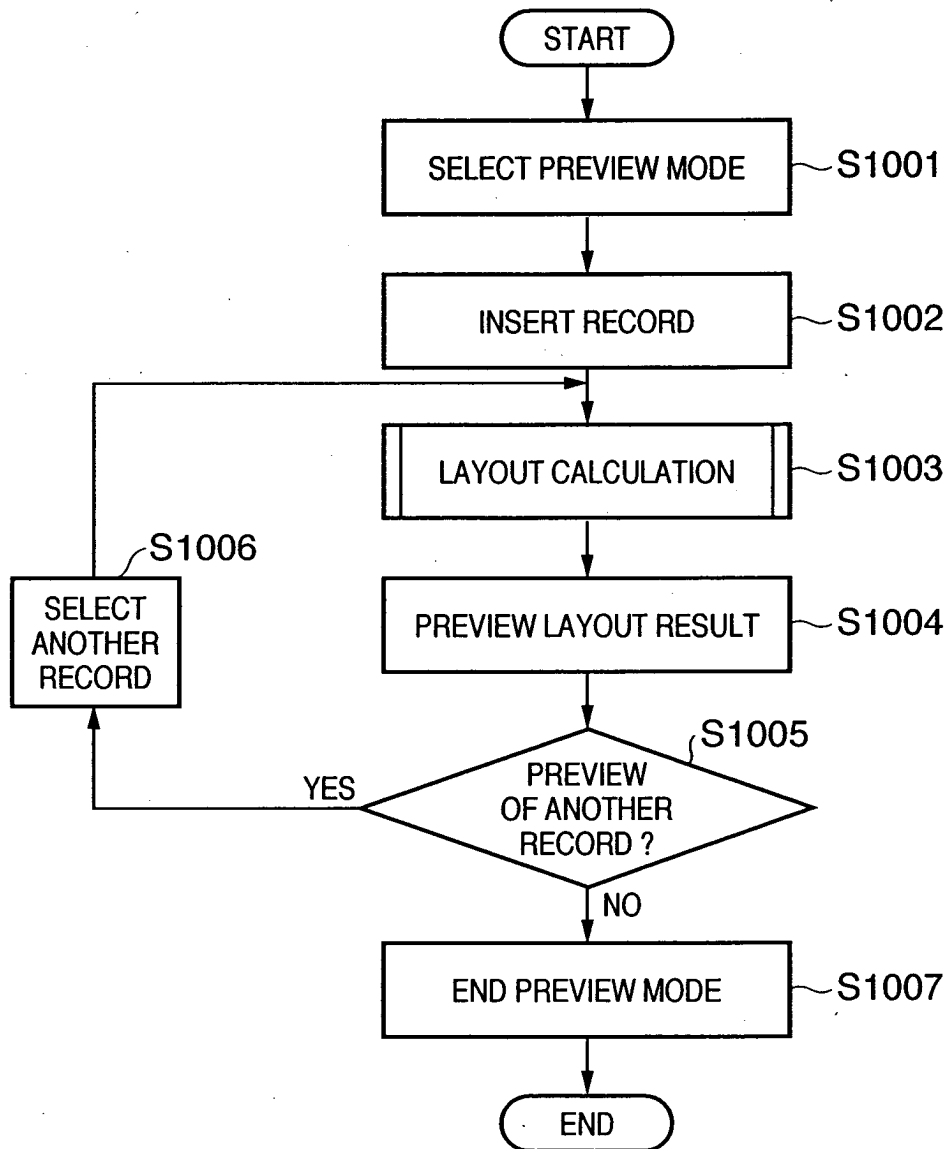 START
SELECT PREVIEW MODE
S1001
INSERT RECORD
S1002
LAYOUT CALCULATION
S1003
S1006
SELECT
ANOTHER
RECORD
PREVIEW LAYOUT RESULT
S1004
S1005
YES
PREVIEW
OF ANOTHER
RECORD ?
NO
END PREVIEW MODE
S1007
END